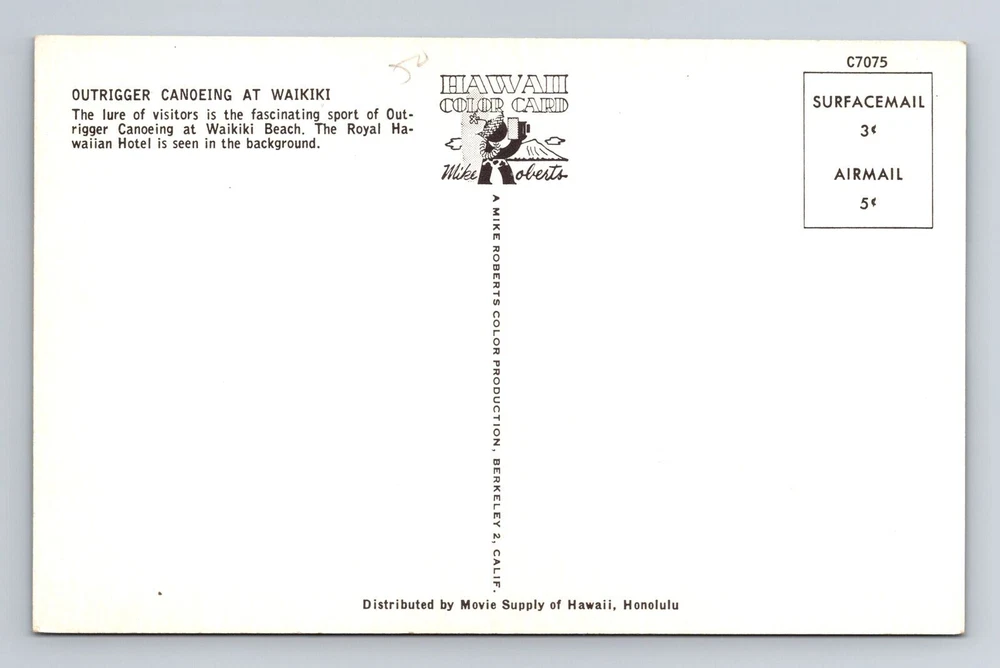 OUTRIGGER CANOEING AT WAIKIKI
The lure of visitors is the fascinating sport of Out-
rigger Canoeing at Waikiki Beach. The Royal Ha-
waiian Hotel is seen in the background.
50
HAWAII
COLOR CARD
Mike Roberts
A MIKE ROBERTS COLOR PRODUCTION, BERKELEY 2, CALIF.
C7075
SURFACEMAIL
3¢
AIRMAIL
5¢
Distributed by Movie Supply of Hawaii, Honolulu